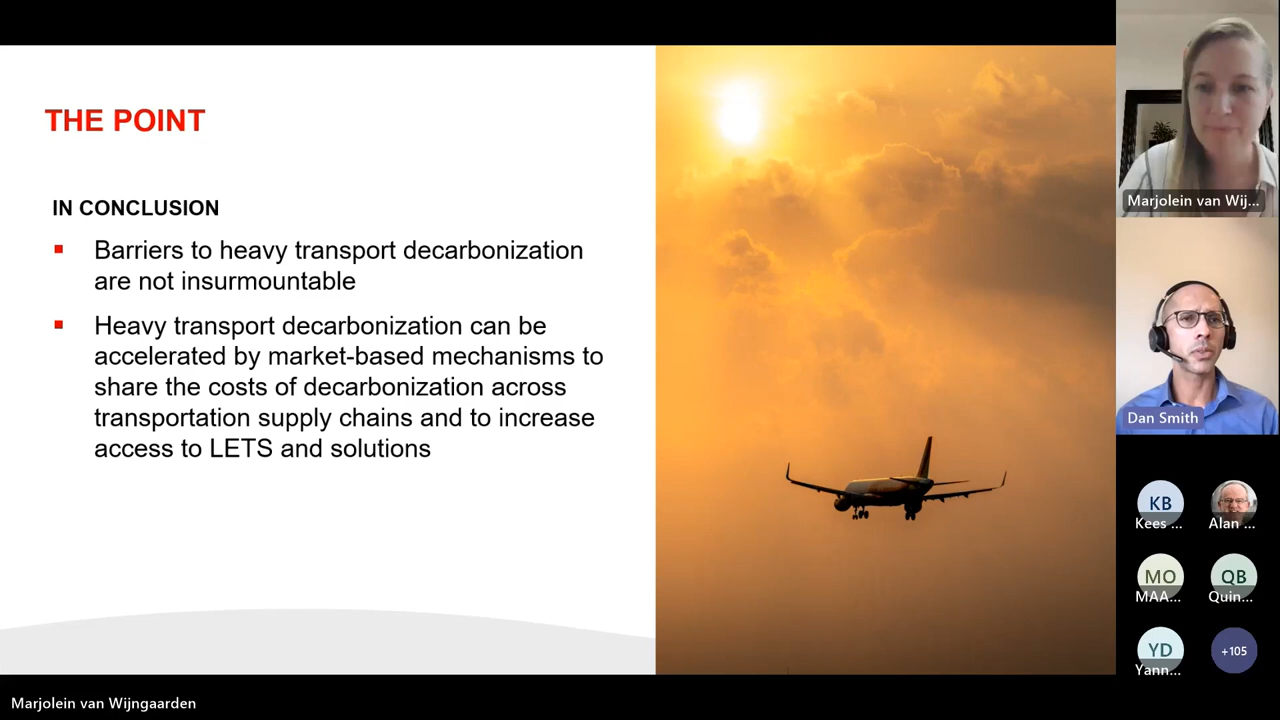 THE POINT
IN CONCLUSION
Barriers to heavy transport decarbonization
are not insurmountable
Heavy transport decarbonization can be
accelerated by market-based mechanisms to
share the costs of decarbonization across
transportation supply chains and to increase
access to LETS and solutions
Marjolein van Wij...
Dan Smith
KB
Kees ...
Alan ...
MO
MAA...
QB
Quin...
YD
Yann...
+105
Marjolein van Wijngaarden